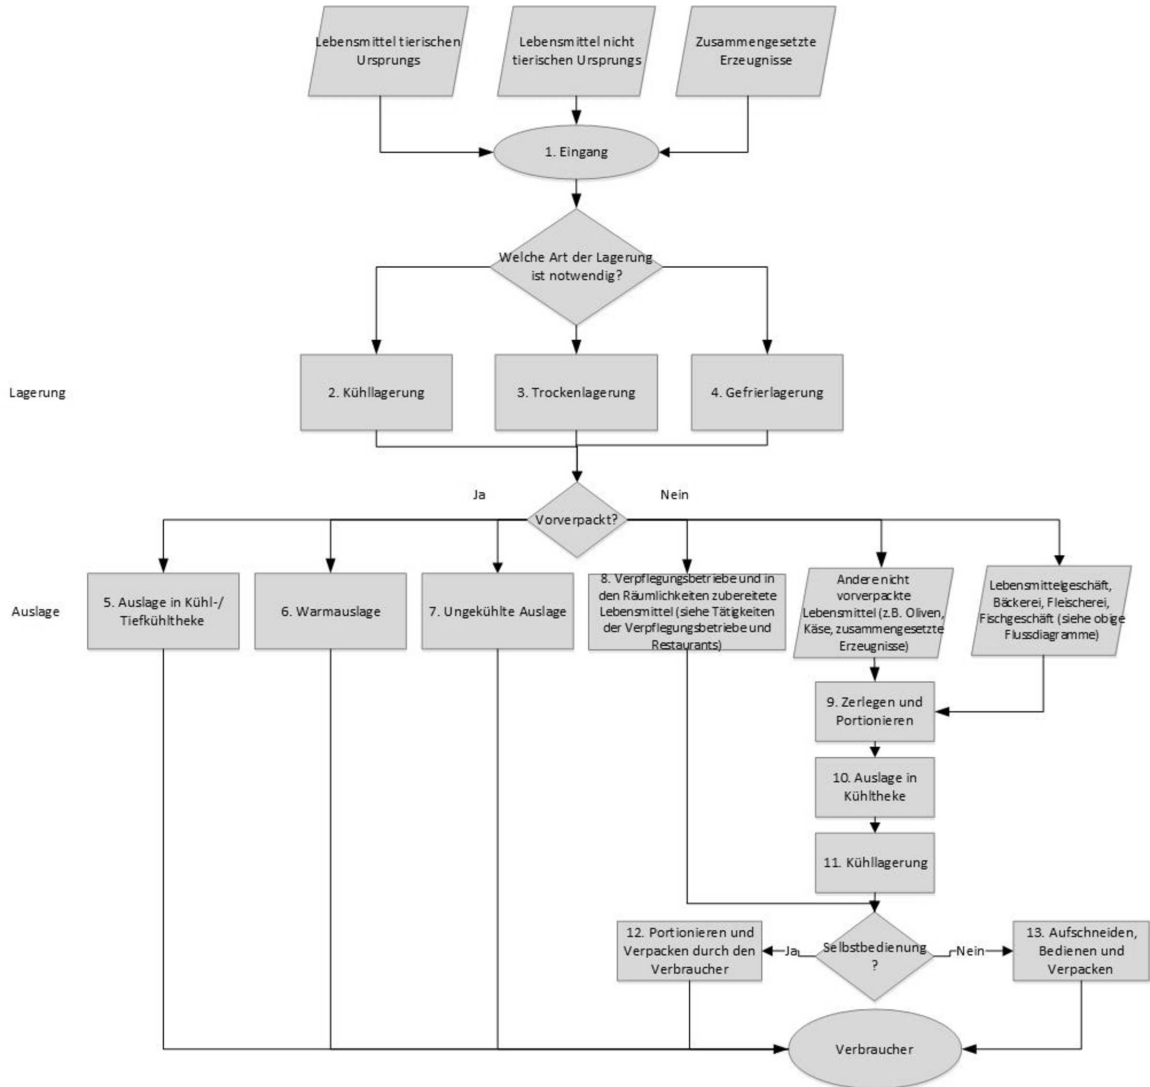 Lebensmittel tierischen
Ursprungs
Lebensmittel nicht
tierischen Ursprungs
Zusammengesetzte
Erzeugnisse
1. Eingang
Welche Art der Lagerung
ist notwendig?
Lagerung
2. Kühllagerung
3. Trockenlagerung
4. Gefrierlagerung
Ja
Nein
Vorverpackt?
Auslage
5. Auslage in Kühl-/
Tiefkühltheke
6. Warmauslage
7. Ungekühlte Auslage
8. Verpflegungsbetriebe und in
den Räumlichkeiten zubereitete
Lebensmittel (siehe Tätigkeiten
der Verpflegungsbetriebe und
Restaurants)
Andere nicht
vorverpackte
Lebensmittel (z.B. Oliven,
Käse, zusammengesetzte
Erzeugnisse)
Lebensmittelgeschäft,
Bäckerei, Fleischerei,
Fischgeschäft (siehe obige
Flussdiagramme)
9. Zerlegen und
Portionieren
10. Auslage in
Kühltheke
11. Kühllagerung
12. Portionieren und
Verpacken durch den
Verbraucher
Ja
Selbstbedienung
?
Nein
13. Aufschneiden,
Bedienen und
Verpacken
Verbraucher